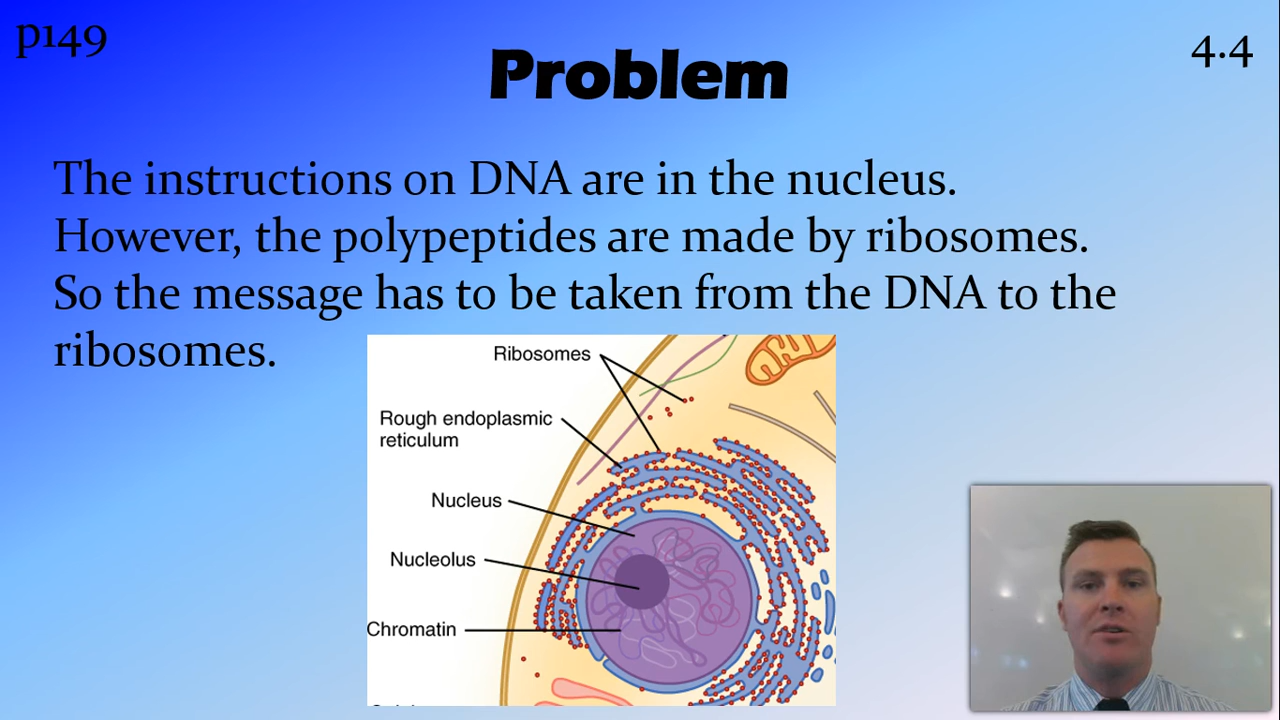 p149
4.4
Problem
The instructions on DNA are in the nucleus.
However, the polypeptides are made by ribosomes.
So the message has to be taken from the DNA to the
ribosomes.
Ribosomes
Rough endoplasmic
reticulum
Nucleus
Nucleolus
Chromatin